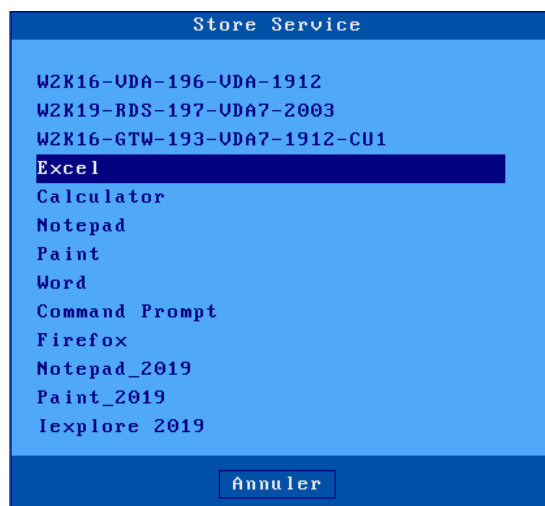 Store Service
W2K16-VDA-196-VDA-1912
W2K19-RDS-197-VDA7-2003
W2K16-GTW-193-VDA7-1912-CU1
Excel
Calculator
Notepad
Paint
Word
Command Prompt
Firefox
Notepad_2019
Paint_2019
Iexplore 2019
Annuler